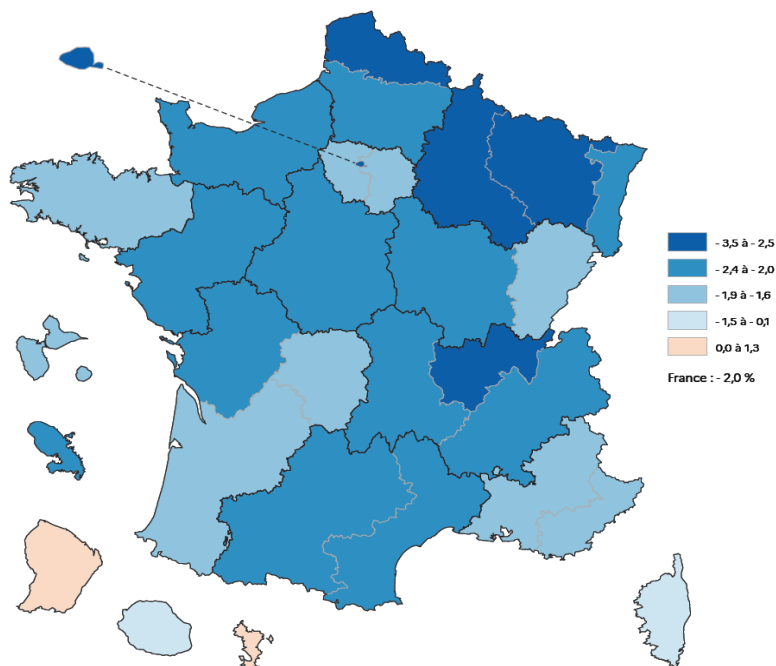 - 3,5 à - 2,5
- 2,4 à - 2,0
- 1,9 à - 1,6
- 1,5 à - 0,1
0,0 à 1,3
France : - 2,0 %